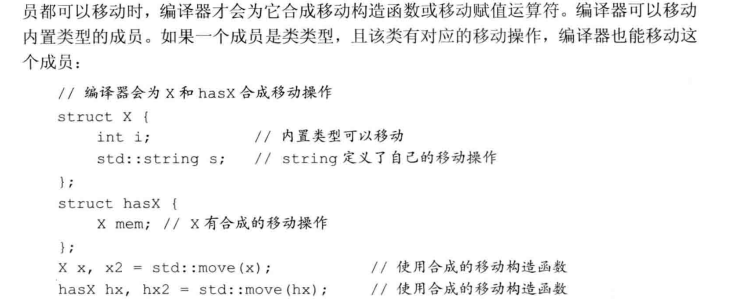 员都可以移动时，编译器才会为它合成移动构造函数或移动赋值运算符。编译器可以移动
内置类型的成员。如果一个成员是类类型，且该类有对应的移动操作，编译器也能移动这
个成员：
// 编译器会为 X 和 hasX 合成移动操作
struct X {
    int i;          // 内置类型可以移动
    std::string s;  // string 定义了自己的移动操作
};
struct hasX {
    X mem; // X 有合成的移动操作
};
X x, x2 = std::move(x);         // 使用合成的移动构造函数
hasX hx, hx2 = std::move(hx);   // 使用合成的移动构造函数